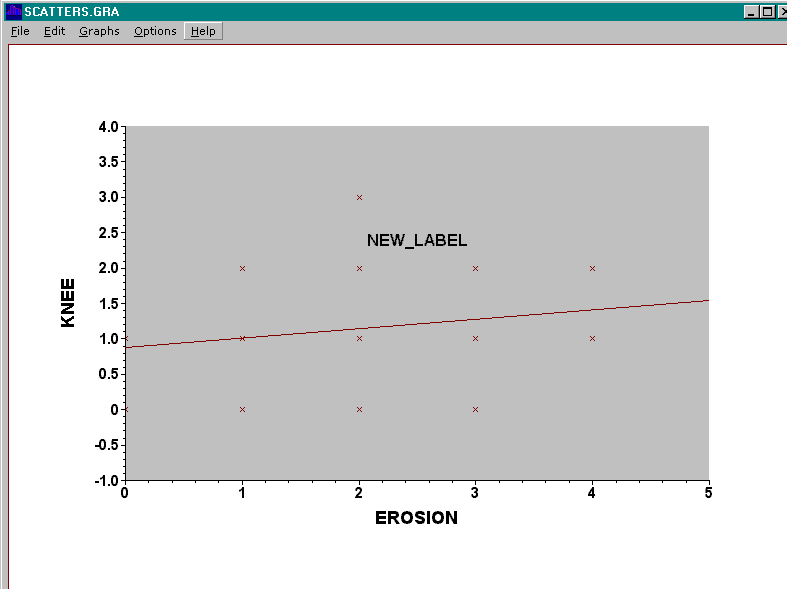 SCATTERS.GRA
File Edit Graphs Options Help
4.0
3.5
3.0
2.5
2.0
1.5
1.0
0.5
0
-0.5
-1.0
KNEE
NEW_LABEL
0 1 2 3 4 5
EROSION